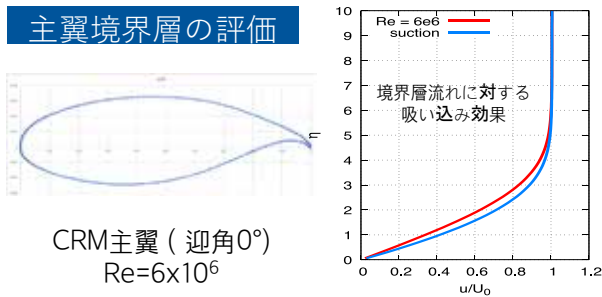 主翼境界層の評価
CRM主翼 ( 迎角0°)
Re=6x10⁶
Re = 6e6
suction
境界層流れに対する
吸い込み効果
η
10
9
8
7
6
5
4
3
2
1
0
0.2
0.4
0.6
0.8
1
1.2
u/U₀